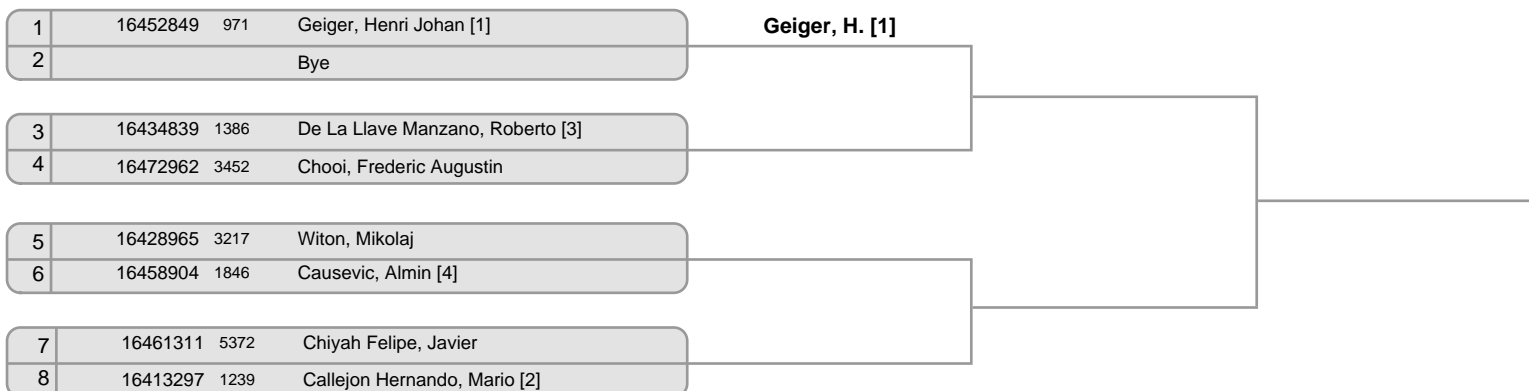 1 16452849 971 Geiger, Henri Johan [1] Geiger, H. [1]
2 Bye
3 16434839 1386 De La Llave Manzano, Roberto [3]
4 16472962 3452 Chooi, Frederic Augustin
5 16428965 3217 Witon, Mikolaj
6 16458904 1846 Causevic, Almin [4]
7 16461311 5372 Chiyah Felipe, Javier
8 16413297 1239 Callejon Hernando, Mario [2]